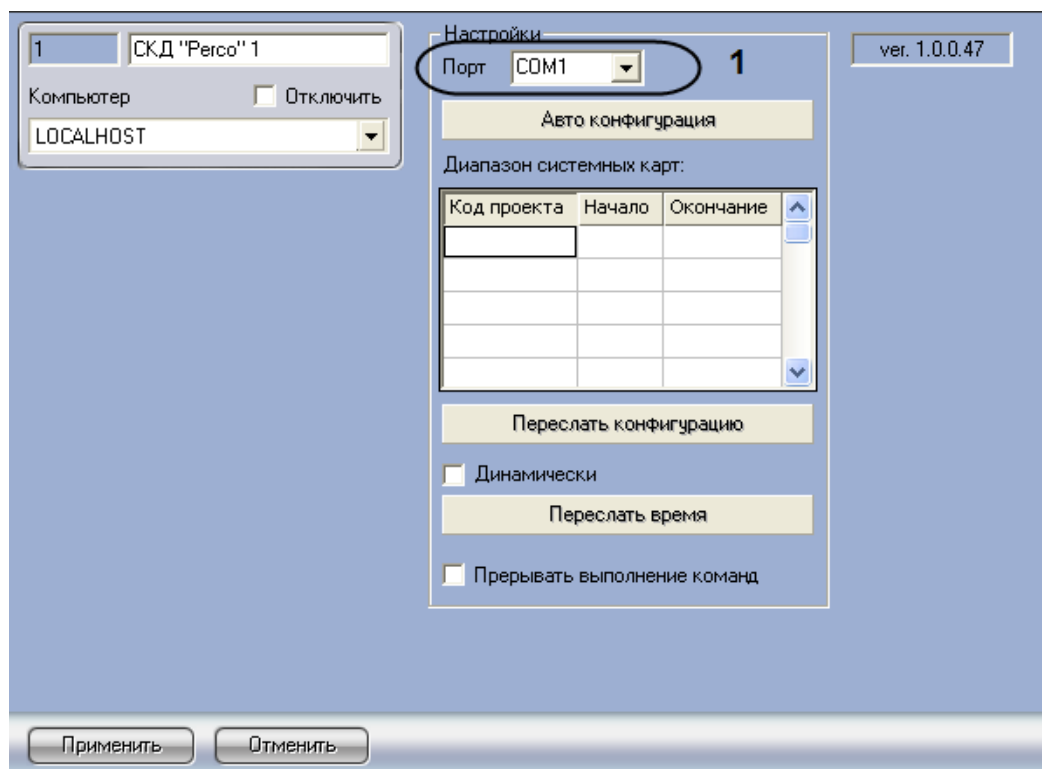 1
СКД "Perco" 1
Компьютер
Отключить
LOCALHOST
Настройки
Порт
COM1
1
Авто конфигурация
Диапазон системных карт:
Код проекта
Начало
Окончание
Переслать конфигурацию
Динамически
Переслать время
Прерывать выполнение команд
ver. 1.0.0.47
Применить
Отменить